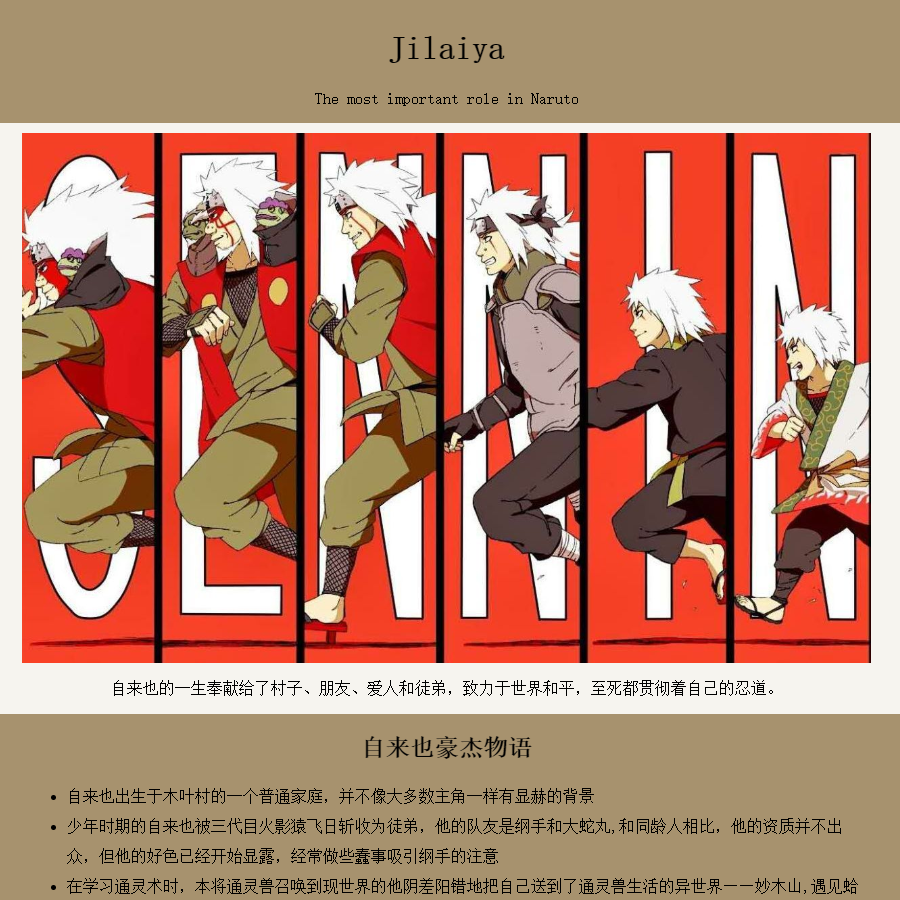 Jilaiya
The most important role in Naruto
SENNIN
自来也的一生奉献给了村子、朋友、爱人和徒弟，致力于世界和平，至死都贯彻着自己的忍道。
自来也豪杰物语
自来也出生于木叶村的一个普通家庭，并不像大多数主角一样有显赫的背景
少年时期的自来也被三代目火影猿飞日斩收为徒弟，他的队友是纲手和大蛇丸,和同龄人相比，他的资质并不出
众，但他的好色已经开始显露，经常做些蠢事吸引纲手的注意
在学习通灵术时，本将通灵兽召唤到现世界的他阴差阳错地把自己送到了通灵兽生活的异世界——妙木山,遇见蛤